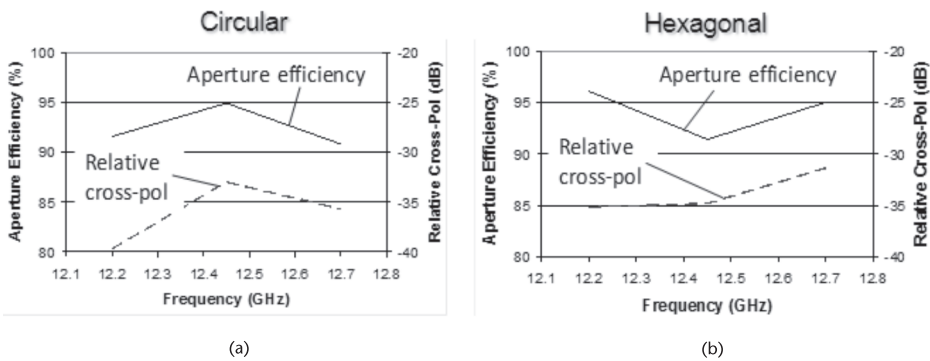 Circular
Aperture Efficiency (%)
100
95
90
85
80
Aperture efficiency
Relative
cross-pol
-20
-25
-30
-35
-40
Relative Cross-Pol (dB)
12.1 12.2 12.3 12.4 12.5 12.6 12.7 12.8
Frequency (GHz)
(a)
Hexagonal
Aperture Efficiency (%)
100
95
90
85
80
Aperture efficiency
Relative
cross-pol
-20
-25
-30
-35
-40
Relative Cross-Pol (dB)
12.1 12.2 12.3 12.4 12.5 12.6 12.7 12.8
Frequency (GHz)
(b)